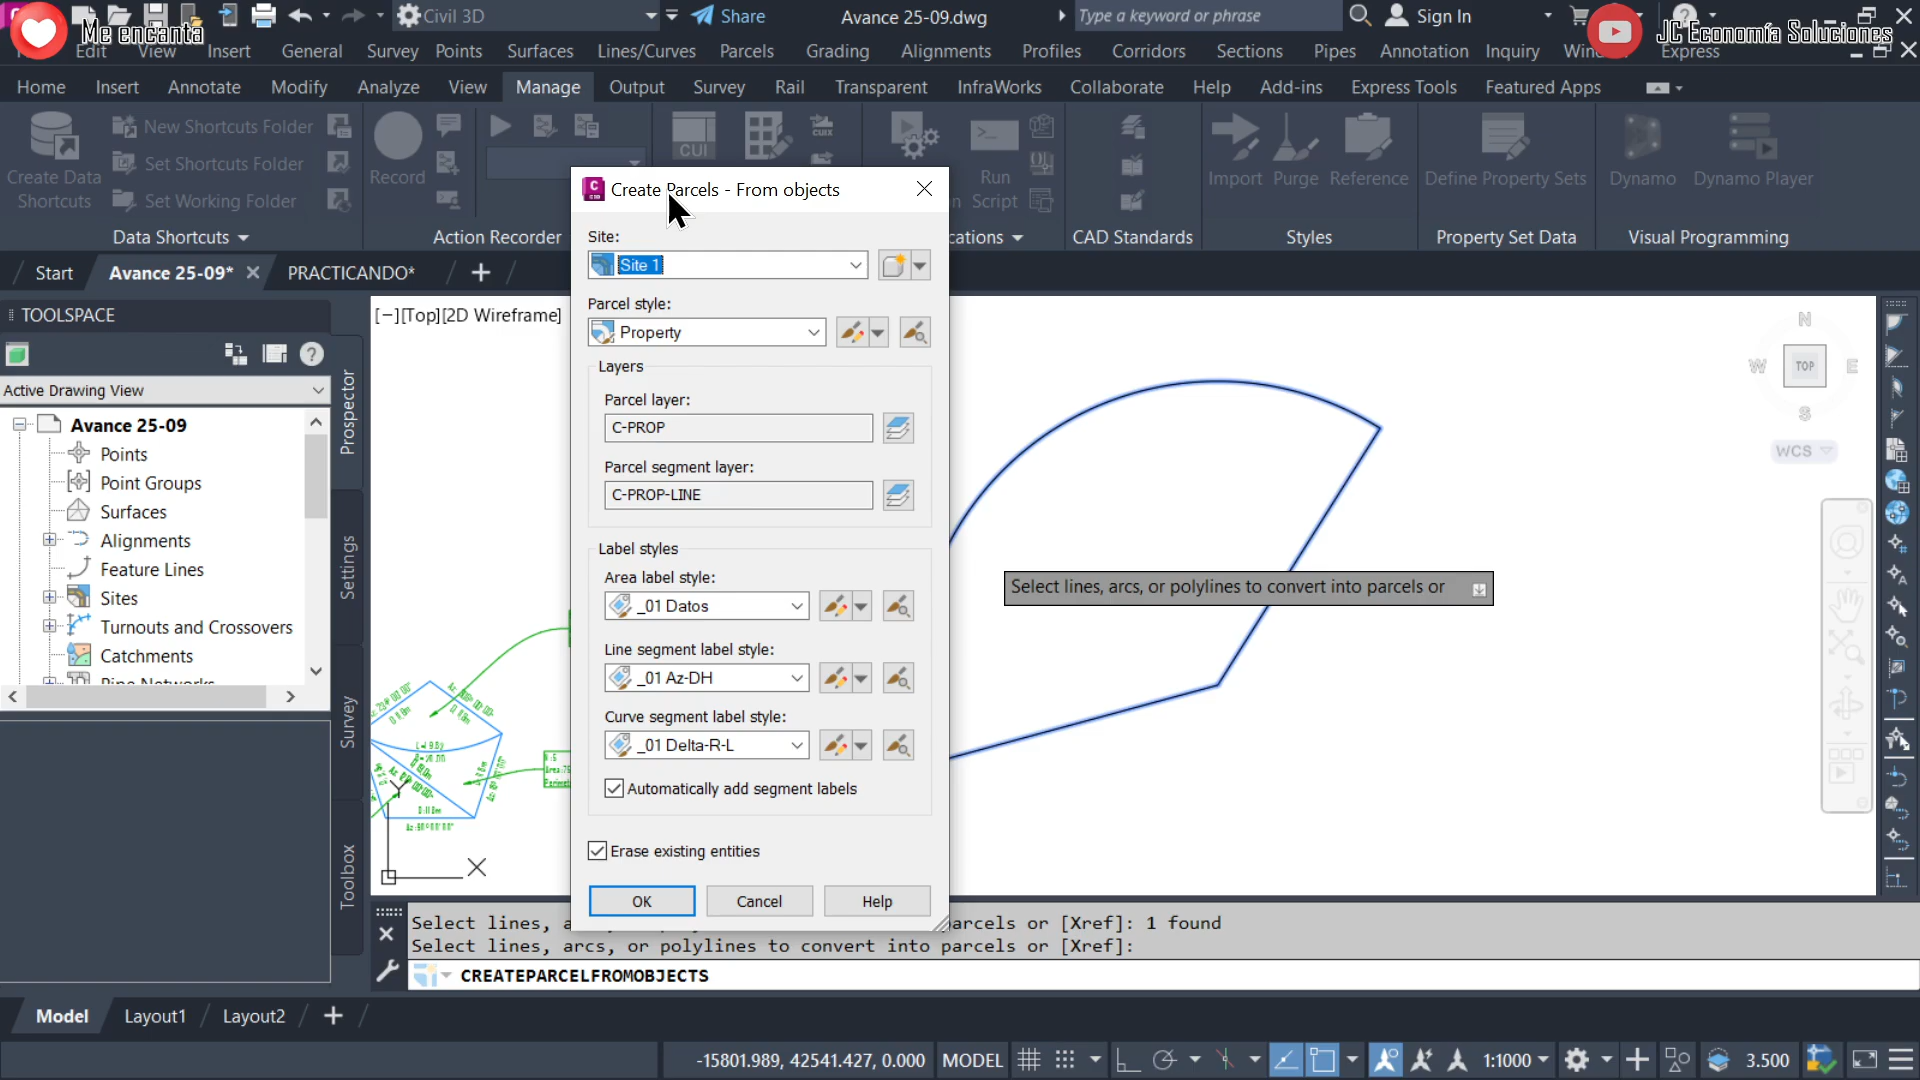 Civil 3D
Share
Avance 25-09.dwg
Type a keyword or phrase
Sign In
Me encanta
JC Economía Soluciones
Edit View Insert General Survey Points Surfaces Lines/Curves Parcels Grading Alignments Profiles Corridors Sections Pipes Annotation Inquiry Express
Home Insert Annotate Modify Analyze View Manage Output Survey Rail Transparent InfraWorks Collaborate Help Add-ins Express Tools Featured Apps
Create Data Shortcuts
New Shortcuts Folder
Set Shortcuts Folder
Set Working Folder
Record
CUI
CUIX
Run Script
Import Purge Reference
Define Property Sets
Dynamo Dynamo Player
Data Shortcuts
Action Recorder
CAD Standards
Styles
Property Set Data
Visual Programming
Start Avance 25-09* PRACTICANDO*
TOOLSPACE
Active Drawing View
Avance 25-09
Points
Point Groups
Surfaces
Alignments
Feature Lines
Sites
Turnouts and Crossovers
Catchments
Pipe Networks
Prospector
Settings
Survey
Toolbox
[−][Top][2D Wireframe]
Create Parcels - From objects
Site:
Site 1
Parcel style:
Property
Layers
Parcel layer:
C-PROP
Parcel segment layer:
C-PROP-LINE
Label styles
Area label style:
_01 Datos
Line segment label style:
_01 Az-DH
Curve segment label style:
_01 Delta-R-L
Automatically add segment labels
Erase existing entities
OK Cancel Help
Select lines, arcs, or polylines to convert into parcels or
N
W TOP E
S
WCS
Y
X
Select lines, a
arcels or [Xref]: 1 found
Select lines, arcs, or polylines to convert into parcels or [Xref]:
CREATEPARCELFROMOBJECTS
Model Layout1 Layout2
-15801.989, 42541.427, 0.000 MODEL 1:1000 3.500